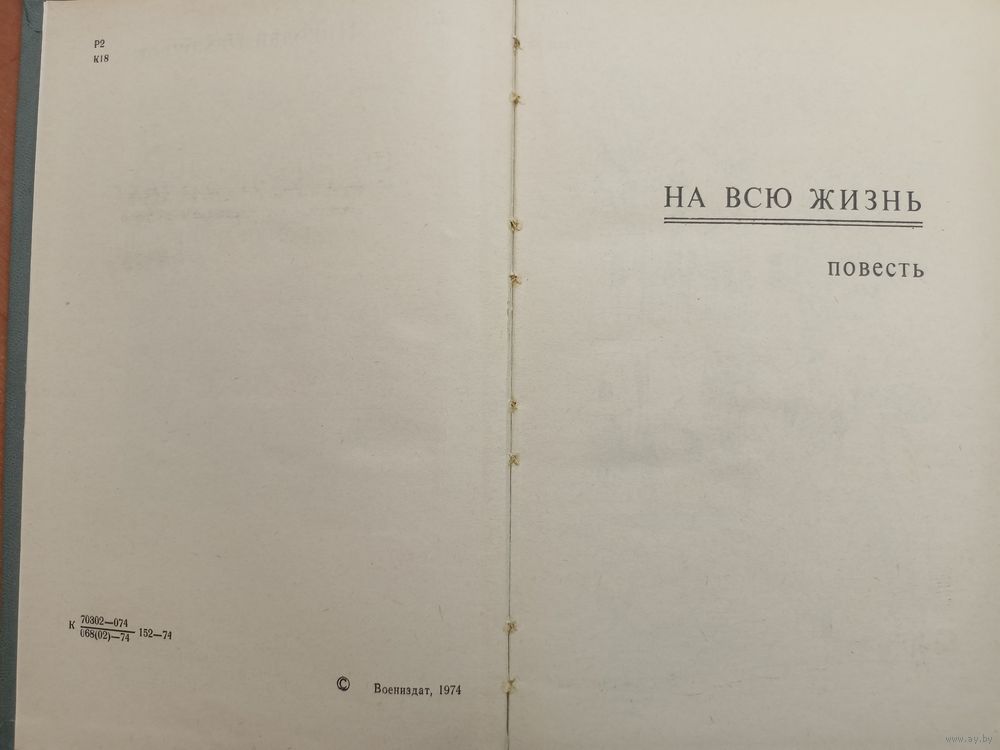 Р2
К18
К 70302—074
068(02)—74 152—74
© Воениздат, 1974
НА ВСЮ ЖИЗНЬ
повесть
www.ay.by